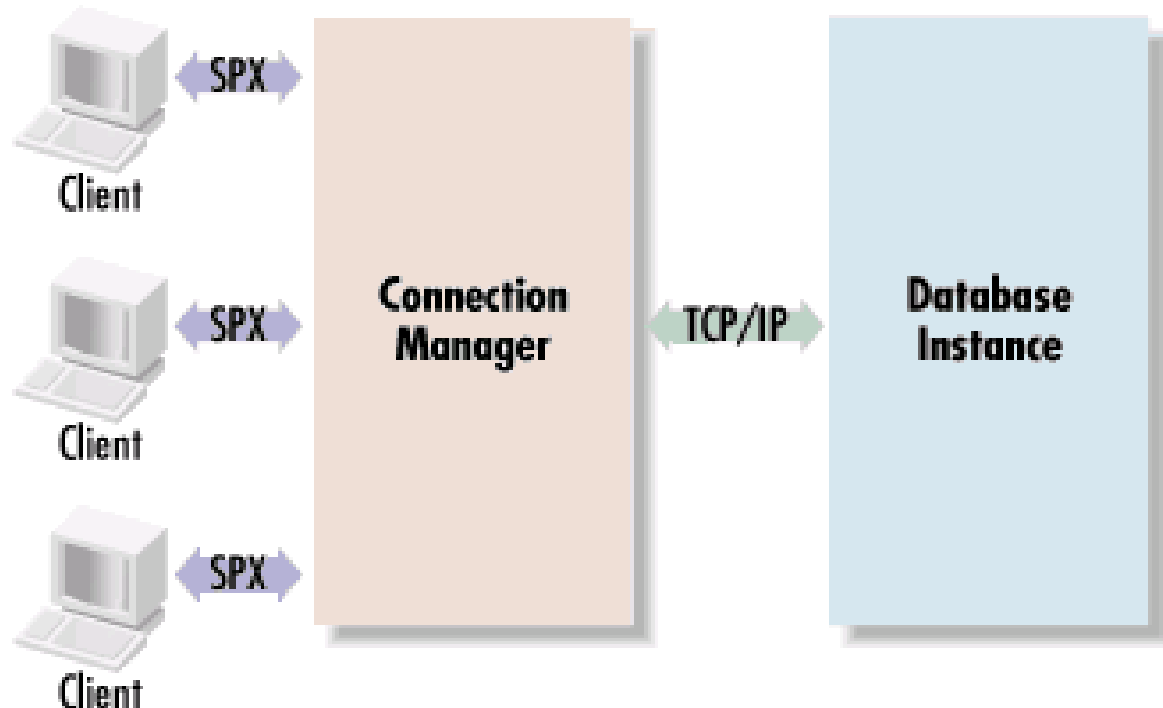 SPX
Client
SPX
Client
SPX
Client
Connection
Manager
TCP/IP
Database
Instance